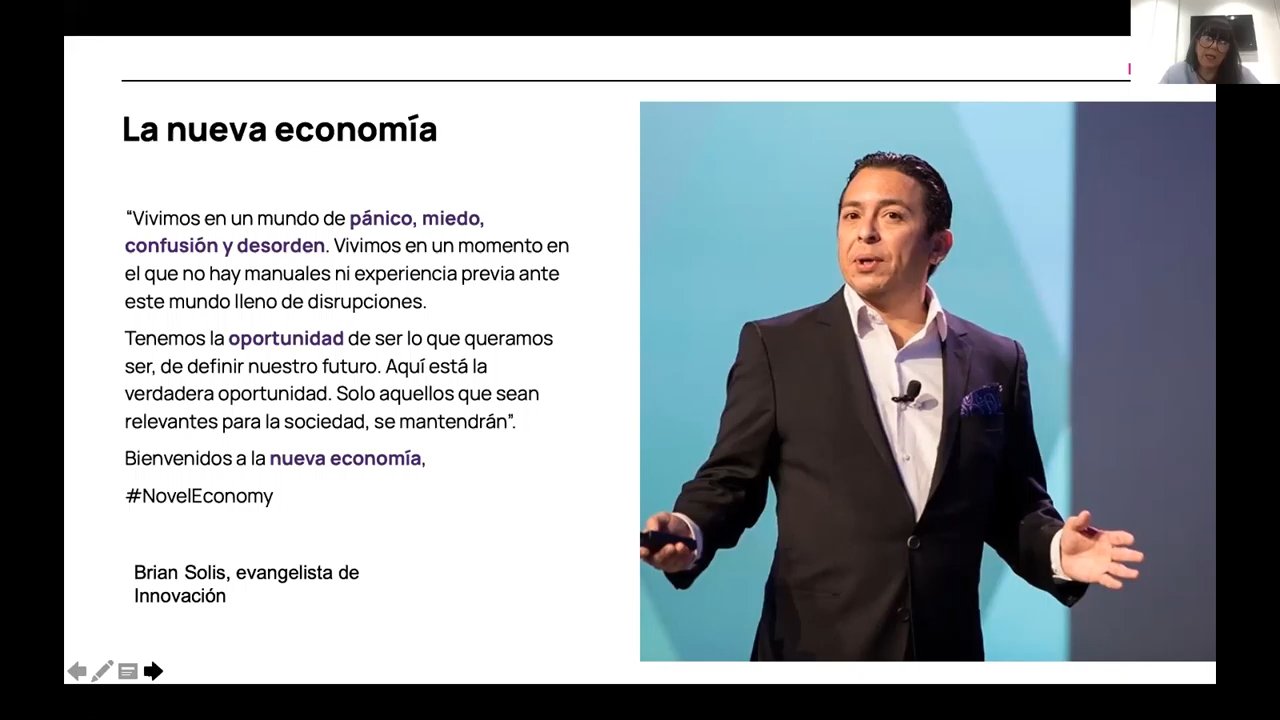 La nueva economía
“Vivimos en un mundo de pánico, miedo,
confusión y desorden. Vivimos en un momento en
el que no hay manuales ni experiencia previa ante
este mundo lleno de disrupciones.
Tenemos la oportunidad de ser lo que queramos
ser, de definir nuestro futuro. Aquí está la
verdadera oportunidad. Solo aquellos que sean
relevantes para la sociedad, se mantendrán”.
Bienvenidos a la nueva economía,
#NovelEconomy
Brian Solis, evangelista de
Innovación